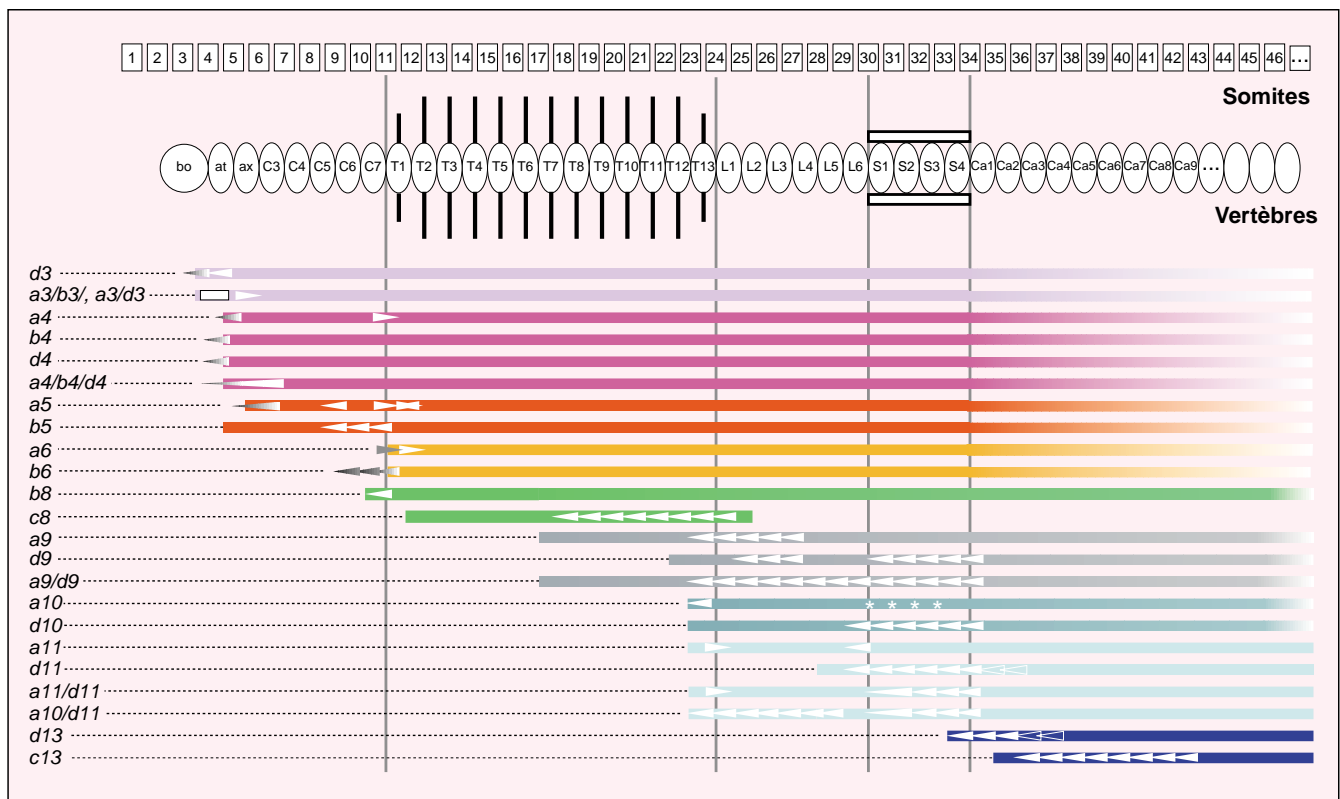 1 2 3 4 5 6 7 8 9 10 11 12 13 14 15 16 17 18 19 20 21 22 23 24 25 26 27 28 29 30 31 32 33 34 35 36 37 38 39 40 41 42 43 44 45 46 ...
Somites
bo at ax C3 C4 C5 C6 C7 T1 T2 T3 T4 T5 T6 T7 T8 T9 T10 T11 T12 T13 L1 L2 L3 L4 L5 L6 S1 S2 S3 S4 Ca1 Ca2 Ca3 Ca4 Ca5 Ca6 Ca7 Ca8 Ca9 ...
Vertèbres
d3
a3/b3/, a3/d3
a4
b4
d4
a4/b4/d4
a5
b5
a6
b6
b8
c8
a9
d9
a9/d9
a10 * * * *
d10
a11
d11
a11/d11
a10/d11
d13
c13